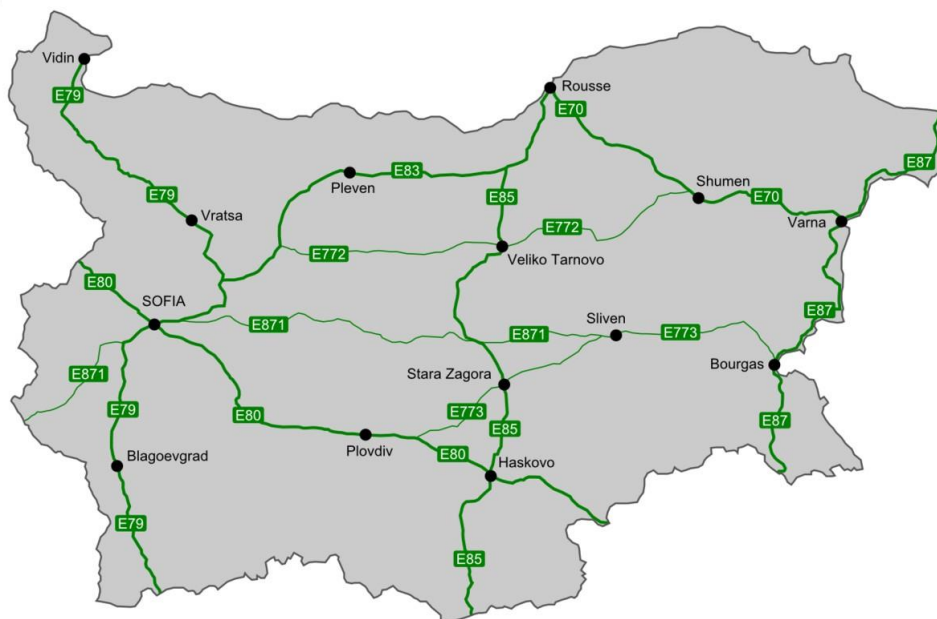 Vidin
E79
Rousse
E70
E87
E83
Pleven
E79
Vratsa
E85
Shumen
E70
Varna
E772
E772
Veliko Tarnovo
E80
SOFIA
E871
E871
Sliven
E773
E87
E871
Bourgas
Stara Zagora
E79
E80
E773
E85
E87
Plovdiv
E80
Blagoevgrad
Haskovo
E79
E85